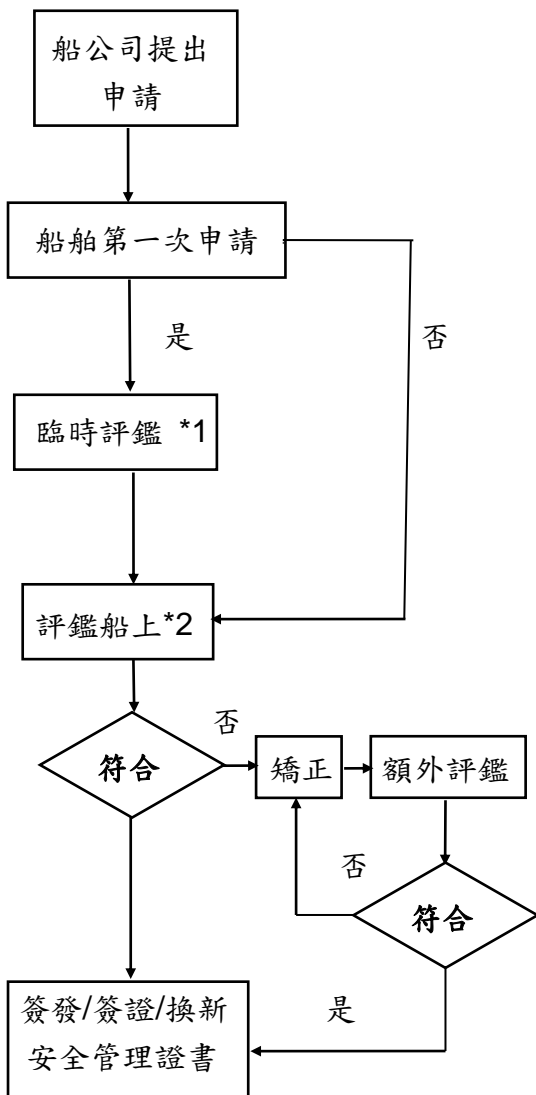 船公司提出
申請
船舶第一次申請
是
否
臨時評鑑 *1
評鑑船上*2
否
符合
矯正
額外評鑑
否
符合
簽發/簽證/換新
安全管理證書
是